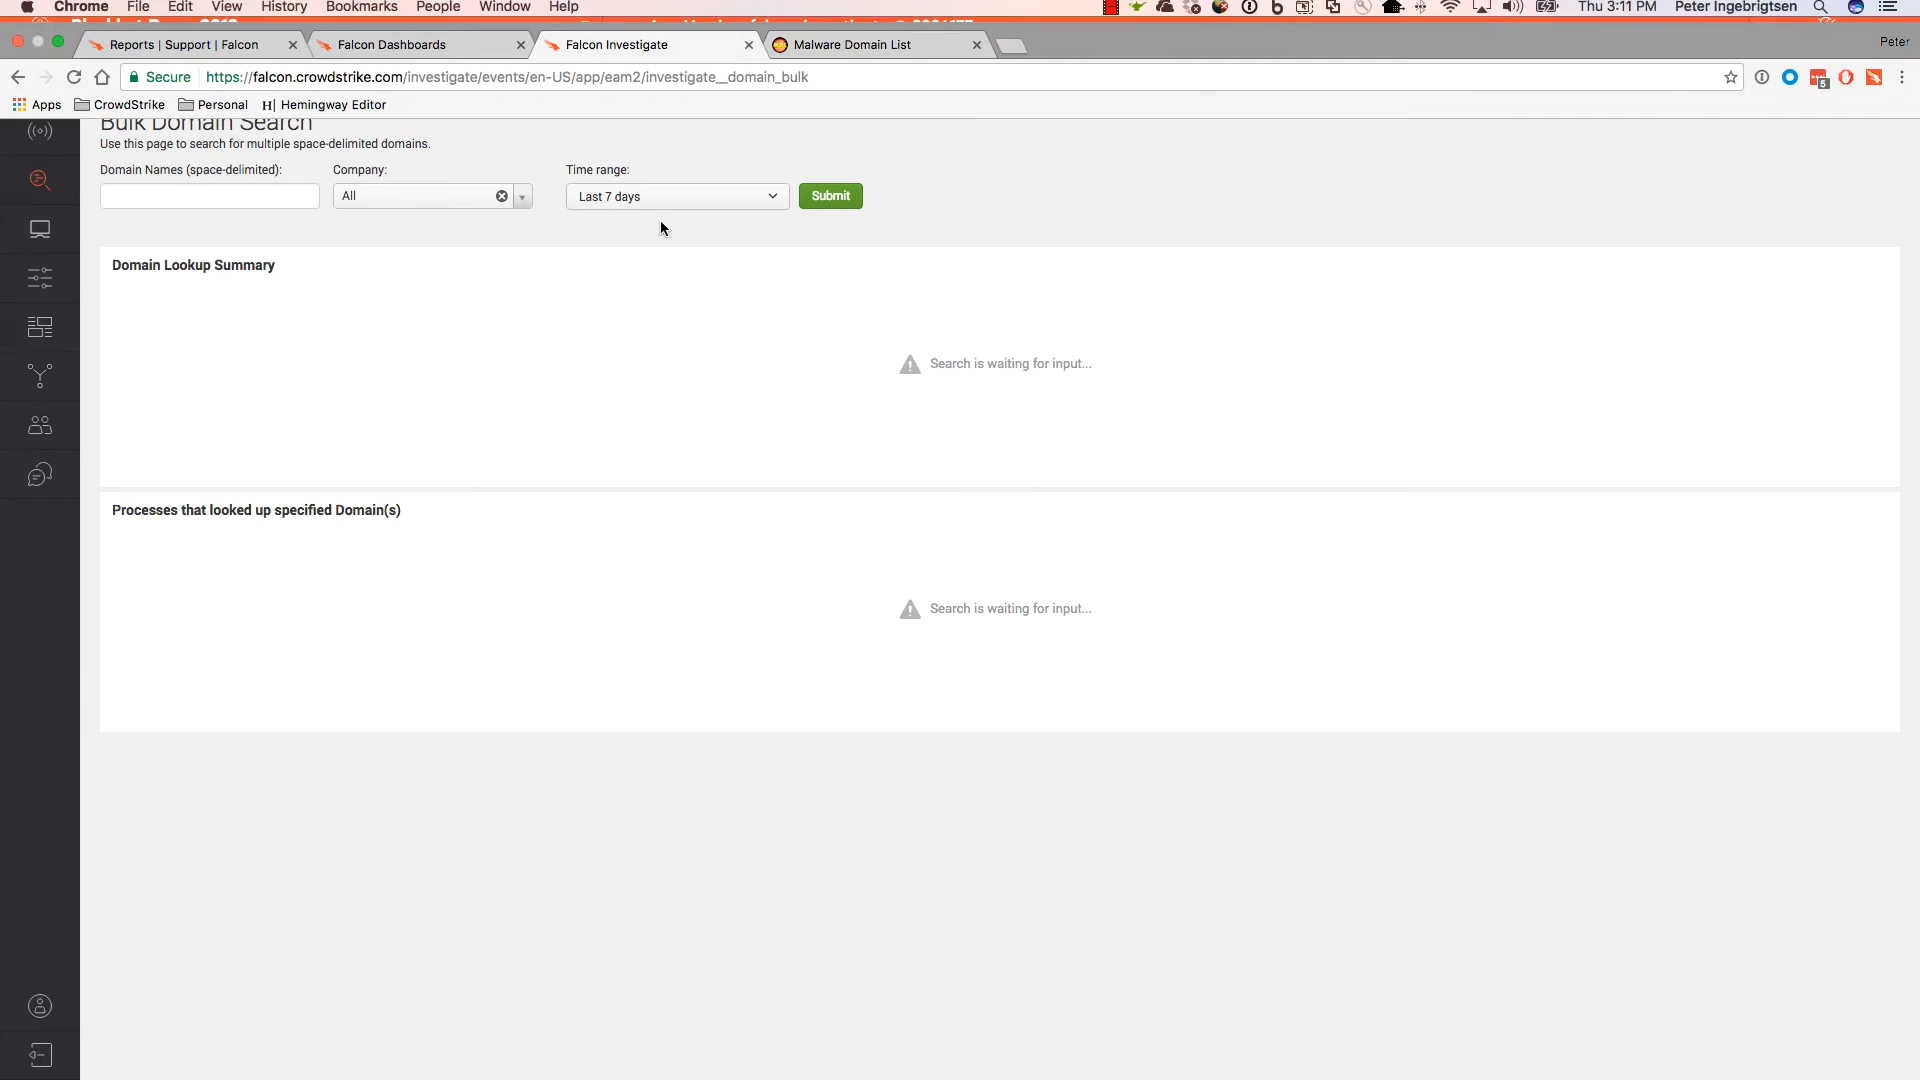 Chrome File Edit View History Bookmarks People Window Help Thu 3:11 PM Peter Ingebrigtsen
Reports | Support | Falcon Falcon Dashboards Falcon Investigate Malware Domain List Peter
Secure https://falcon.crowdstrike.com/investigate/events/en-US/app/eam2/investigate__domain_bulk 5
Apps CrowdStrike Personal H| Hemingway Editor
Bulk Domain Search
Use this page to search for multiple space-delimited domains.
Domain Names (space-delimited): Company: Time range:
All Last 7 days Submit
Domain Lookup Summary
Search is waiting for input...
Processes that looked up specified Domain(s)
Search is waiting for input...